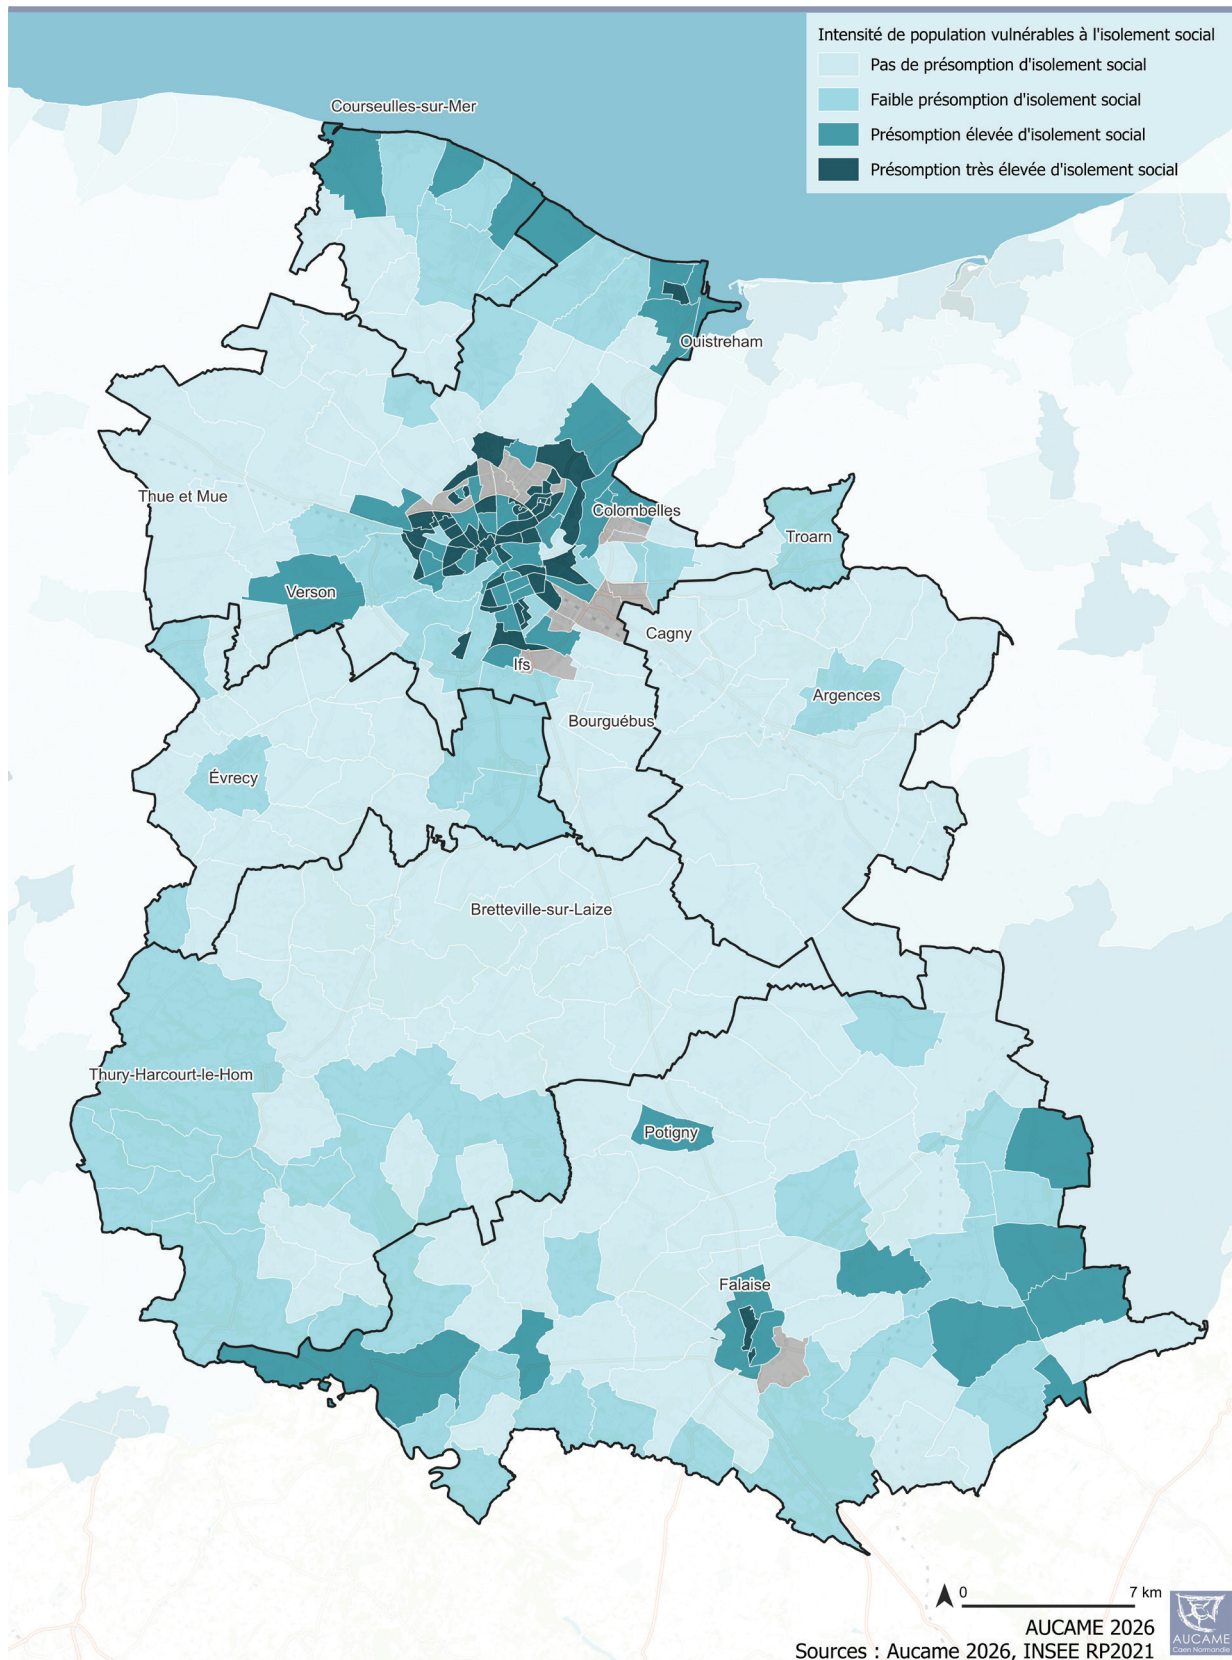 Intensité de population vulnérables à l'isolement social
Pas de présomption d'isolement social
Faible présomption d'isolement social
Présomption élevée d'isolement social
Présomption très élevée d'isolement social
Courseulles-sur-Mer
Ouistreham
Thue et Mue
Colombelles
Troarn
Verson
Cagny
Ifs
Argences
Bourguébus
Évrecy
Bretteville-sur-Laize
Thury-Harcourt-le-Hom
Potigny
Falaise
0 7 km
AUCAME 2026
Sources : Aucame 2026, INSEE RP2021
AUCAME
Caen Normandie